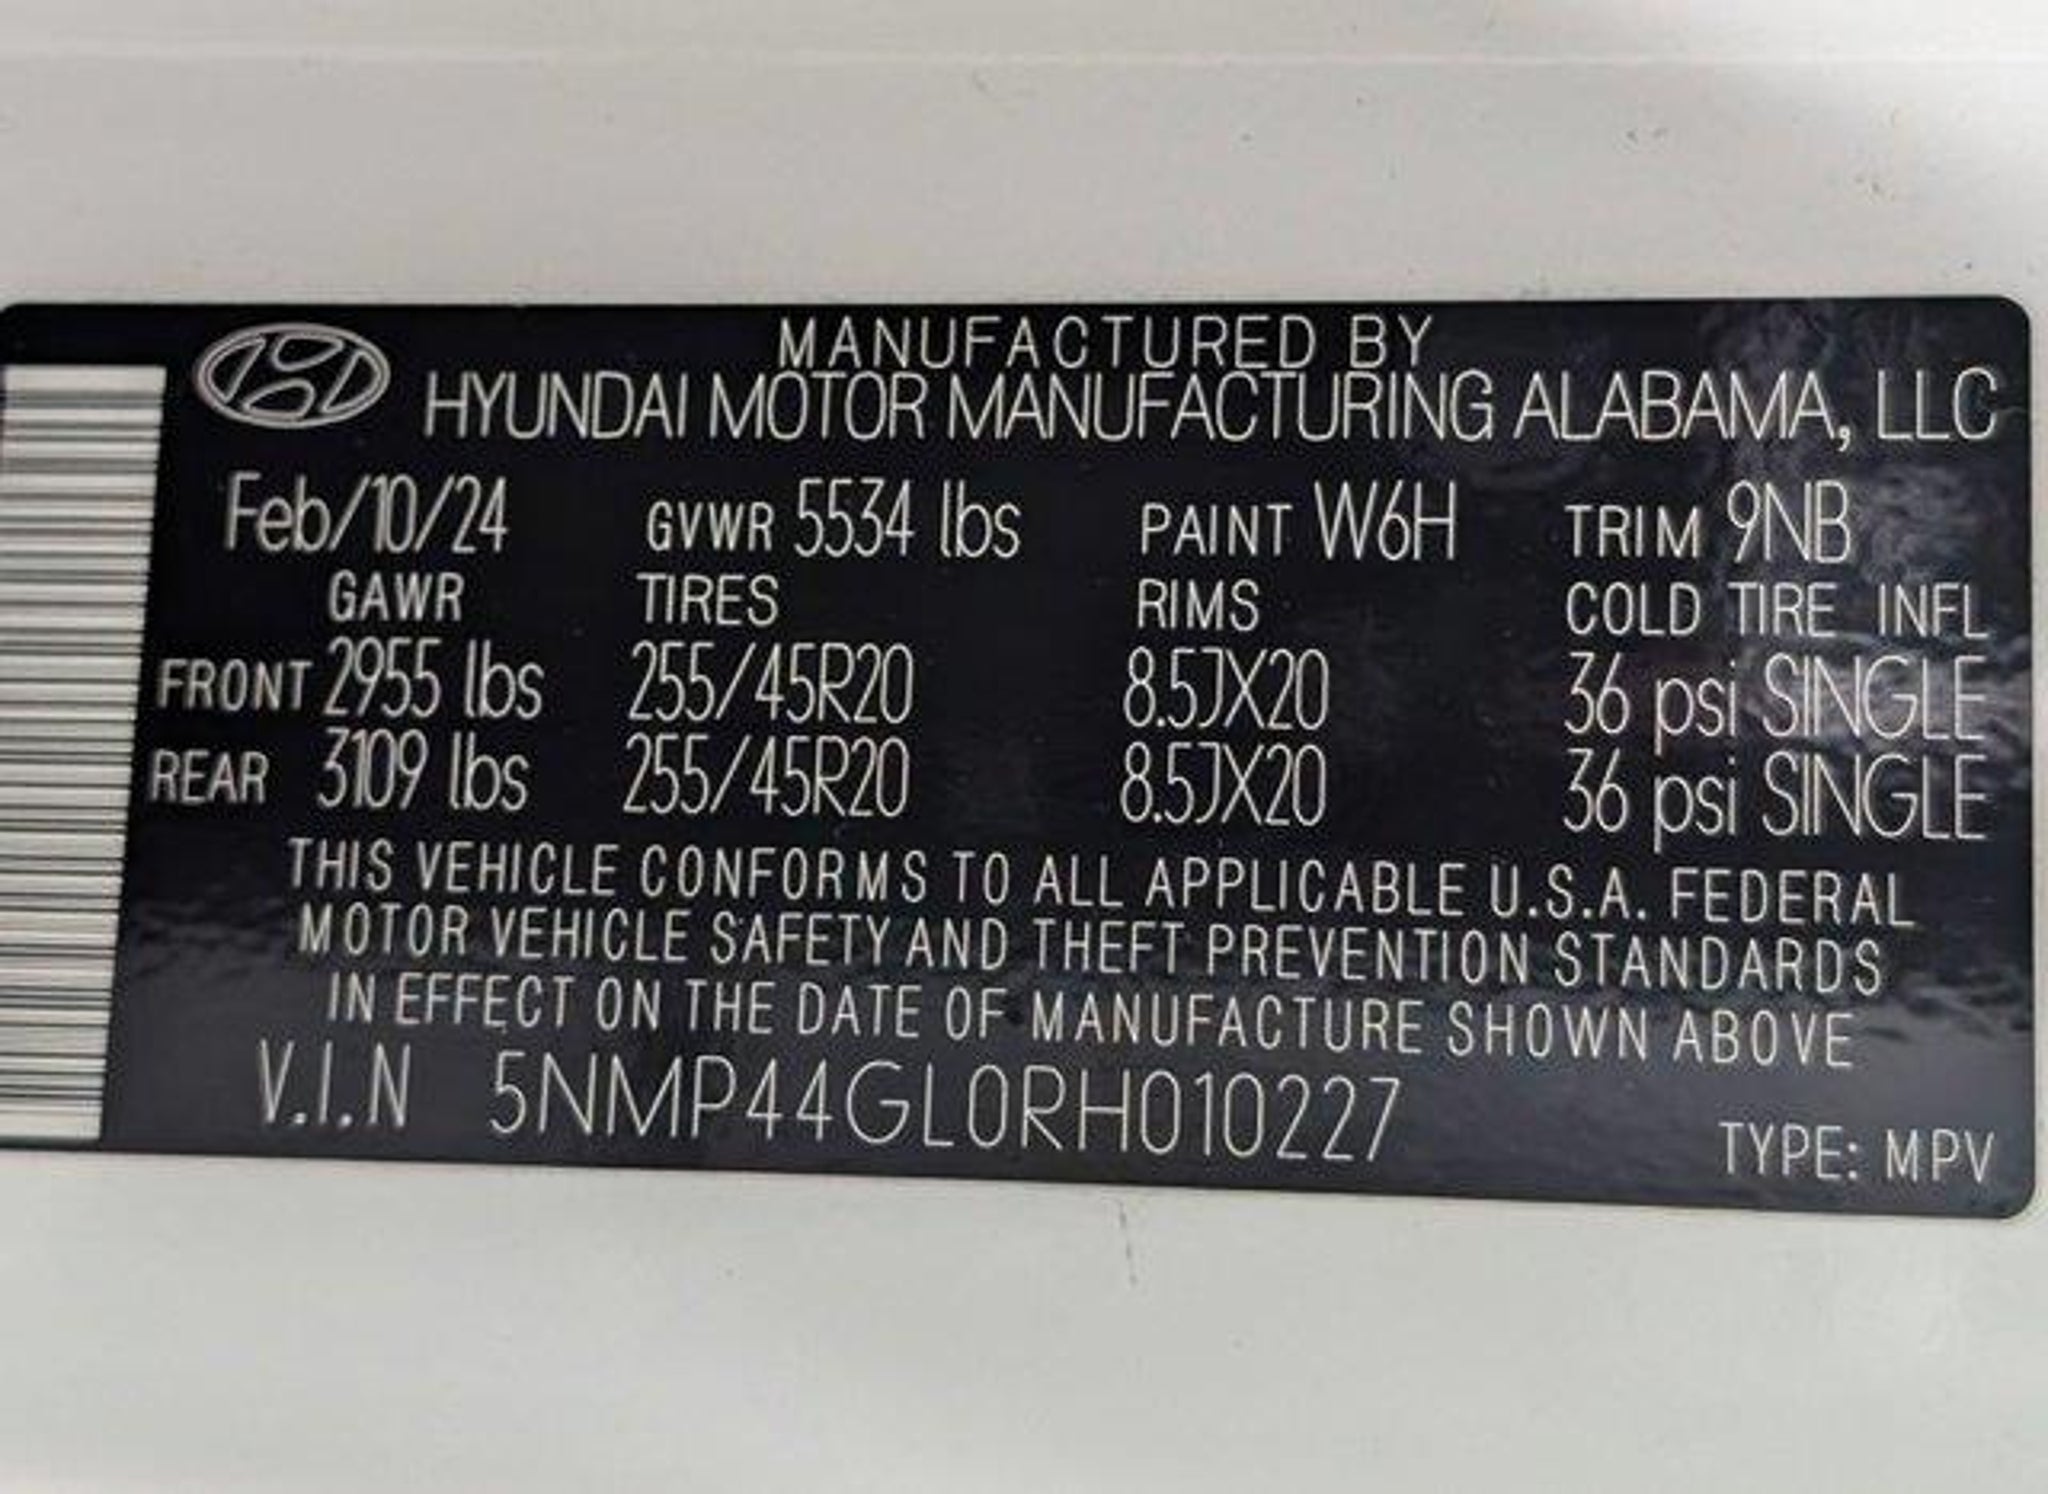 MANUFACTURED BY
HYUNDAI MOTOR MANUFACTURING ALABAMA, LLC
Feb/10/24 GVWR 5534 lbs PAINT W6H TRIM 9NB
GAWR TIRES RIMS COLD TIRE INFL
FRONT 2955 lbs 255/45R20 8.5JX20 36 psi SINGLE
REAR 3109 lbs 255/45R20 8.5JX20 36 psi SINGLE
THIS VEHICLE CONFORMS TO ALL APPLICABLE U.S.A. FEDERAL
MOTOR VEHICLE SAFETY AND THEFT PREVENTION STANDARDS
IN EFFECT ON THE DATE OF MANUFACTURE SHOWN ABOVE
V.I.N 5NMP44GL0RH010227
TYPE: MPV